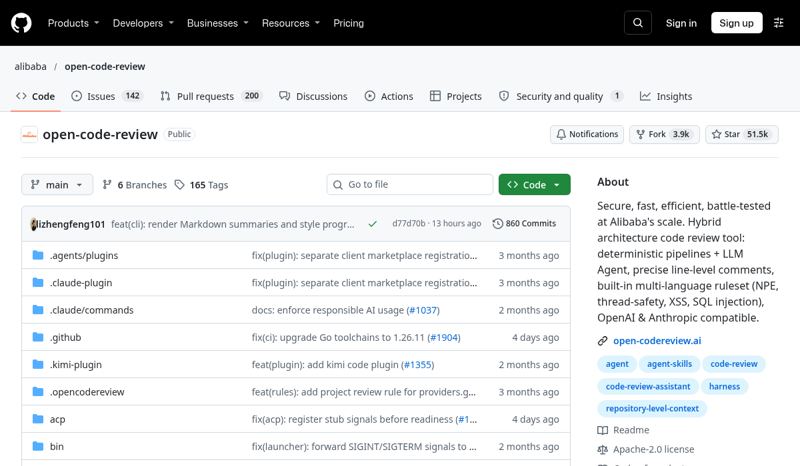 Products Developers Businesses Resources Pricing Sign in Sign up
alibaba / open-code-review
Code Issues 142 Pull requests 200 Discussions Actions Projects Security and quality 1 Insights
open-code-review Public Notifications Fork 3.9k Star 51.5k
main 6 Branches 165 Tags Go to file Code
lizhengfeng101 feat(cli): render Markdown summaries and style progr... d77d70b · 13 hours ago 860 Commits
.agents/plugins fix(plugin): separate client marketplace registratio... 3 months ago
.claude-plugin fix(plugin): separate client marketplace registratio... 3 months ago
.claude/commands docs: enforce responsible AI usage (#1037) 2 months ago
.github fix(ci): upgrade Go toolchains to 1.26.11 (#1904) 4 days ago
.kimi-plugin feat(plugin): add kimi code plugin (#1355) 2 months ago
.opencodereview feat(rules): add project review rule for providers.g... 3 months ago
acp fix(acp): register stub signals before readiness (#1... 4 days ago
bin fix(launcher): forward SIGINT/SIGTERM signals to ... 2 months ago
About
Secure, fast, efficient, battle-tested
at Alibaba's scale. Hybrid
architecture code review tool:
deterministic pipelines + LLM
Agent, precise line-level comments,
built-in multi-language ruleset (NPE,
thread-safety, XSS, SQL injection),
OpenAI & Anthropic compatible.
open-codereview.ai
agent agent-skills code-review
code-review-assistant harness
repository-level-context
Readme
Apache-2.0 license